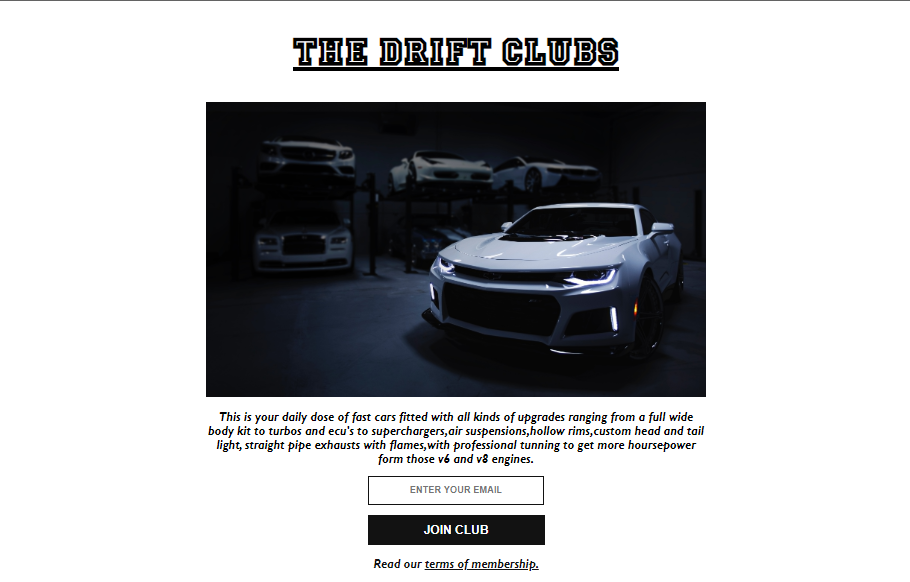 THE DRIFT CLUBS
This is your daily dose of fast cars fitted with all kinds of upgrades ranging from a full wide
body kit to turbos and ecu's to superchargers,air suspensions,hollow rims,custom head and tail
light, straight pipe exhausts with flames,with professional tunning to get more hoursepower
form those v6 and v8 engines.
ENTER YOUR EMAIL
JOIN CLUB
Read our terms of membership.